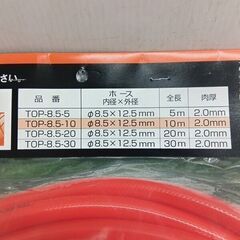 さい。
品 番 ホース 内径×外径 全長 肉厚
TOP-8.5-5 φ8.5×12.5mm 5m 2.0mm
TOP-8.5-10 φ8.5×12.5mm 10m 2.0mm
TOP-8.5-20 φ8.5×12.5mm 20m 2.0mm
TOP-8.5-30 φ8.5×12.5mm 30m 2.0mm